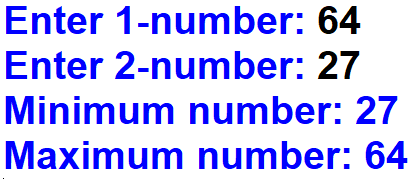 Enter 1-number: 64
Enter 2-number: 27
Minimum number: 27
Maximum number: 64